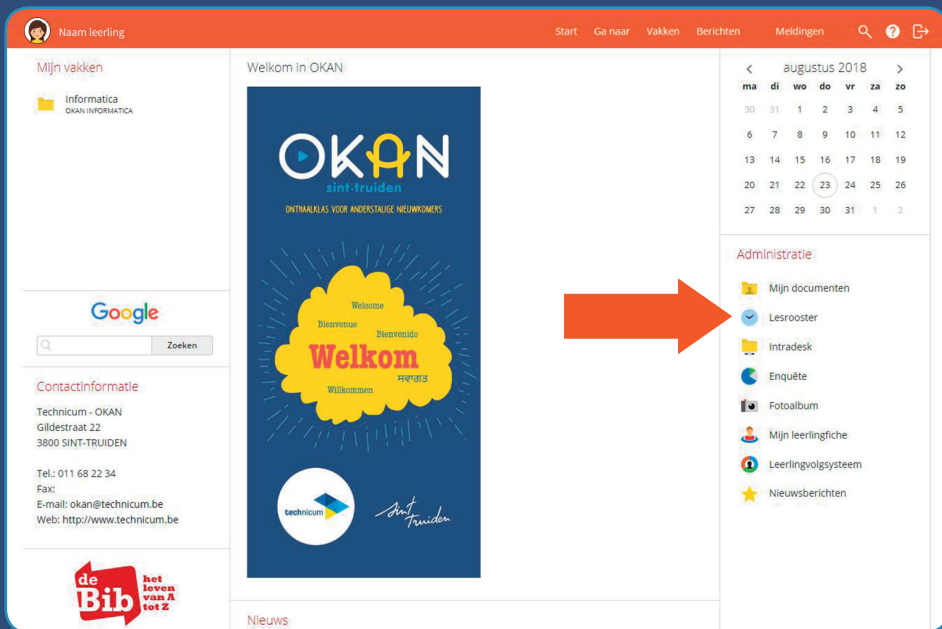 Naam leerling
Start Ga naar Vakken Berichten Meldingen
Mijn vakken
Informatica
OKAN INFORMATICA
Google
Zoeken
Contactinformatie
Technicum - OKAN
Gildestraat 22
3800 SINT-TRUIDEN
Tel.: 011 68 22 34
Fax:
E-mail: okan@technicum.be
Web: http://www.technicum.be
de
Bib
het
leven
van A
tot Z
Welkom in OKAN
OKAN
sint-truiden
ONTHAALKLAS VOOR ANDERSTALIGE NIEUWKOMERS
Welcome
Bienvenue
Bienvenido
Welkom
ਸਵਾਗਤ
Willkommen
technicum
Sint
Truiden
Nieuws
augustus 2018
ma di wo do vr za zo
30 31 1 2 3 4 5
6 7 8 9 10 11 12
13 14 15 16 17 18 19
20 21 22 23 24 25 26
27 28 29 30 31 1 2
Administratie
Mijn documenten
Lesrooster
Intradesk
Enquête
Fotoalbum
Mijn leerlingfiche
Leerlingvolgsysteem
Nieuwsberichten